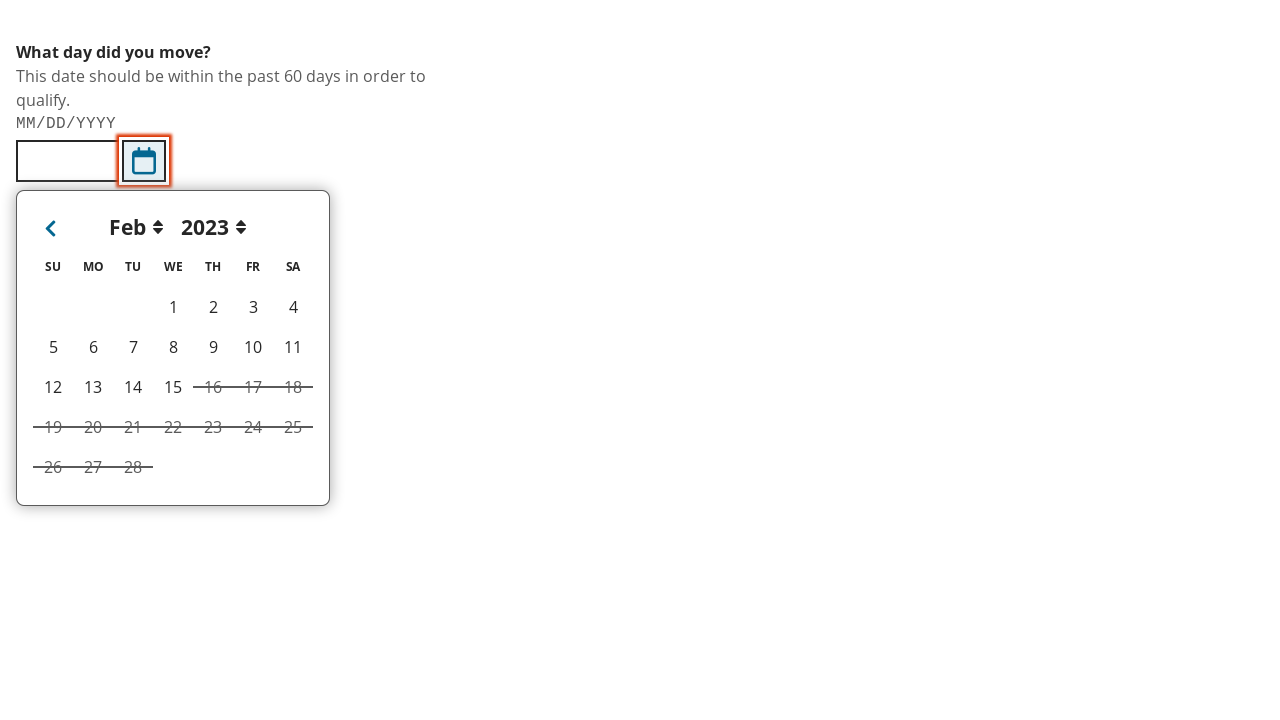 What day did you move?
This date should be within the past 60 days in order to
qualify.
MM/DD/YYYY
Feb 2023
SU MO TU WE TH FR SA
1 2 3 4
5 6 7 8 9 10 11
12 13 14 15 16 17 18
19 20 21 22 23 24 25
26 27 28